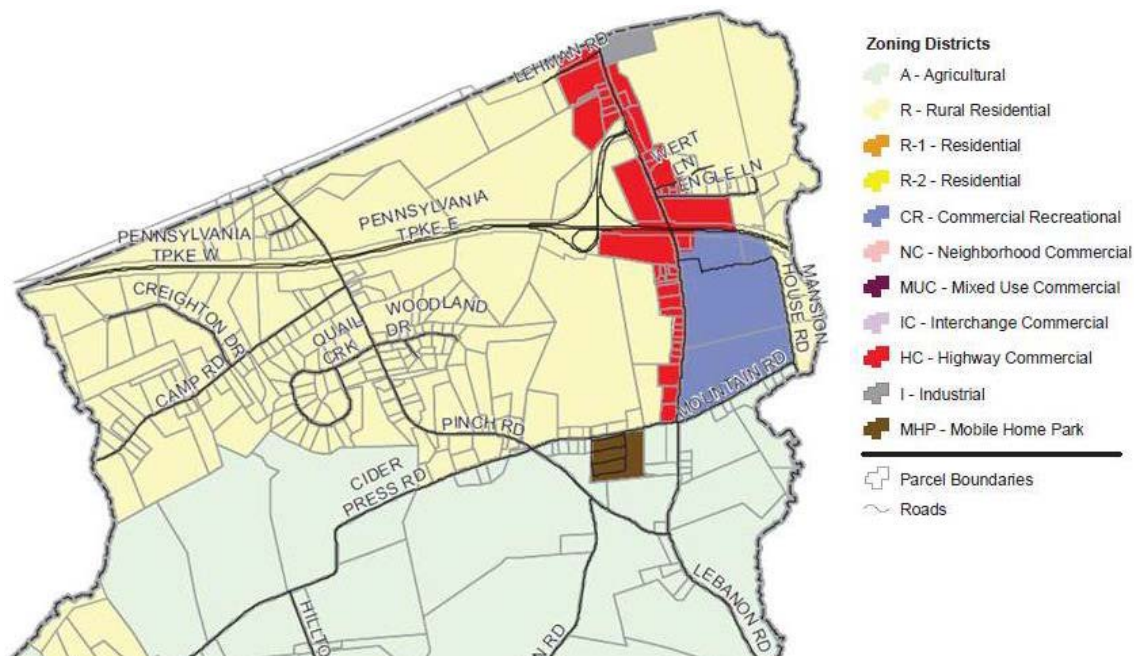 LEHMAN RD
WERT
LN
ENGLE LN
PENNSYLVANIA
TPKE E
PENNSYLVANIA
TPKE W
MANSION
HOUSE RD
CREIGHTON DR
WOODLAND
DR
QUAIL
CRK
CAMP RD
MOUNTAIN RD
PINCH RD
CIDER
PRESS RD
LEBANON RD
HILLTO
N RD
Zoning Districts
A - Agricultural
R - Rural Residential
R-1 - Residential
R-2 - Residential
CR - Commercial Recreational
NC - Neighborhood Commercial
MUC - Mixed Use Commercial
IC - Interchange Commercial
HC - Highway Commercial
I - Industrial
MHP - Mobile Home Park
Parcel Boundaries
Roads